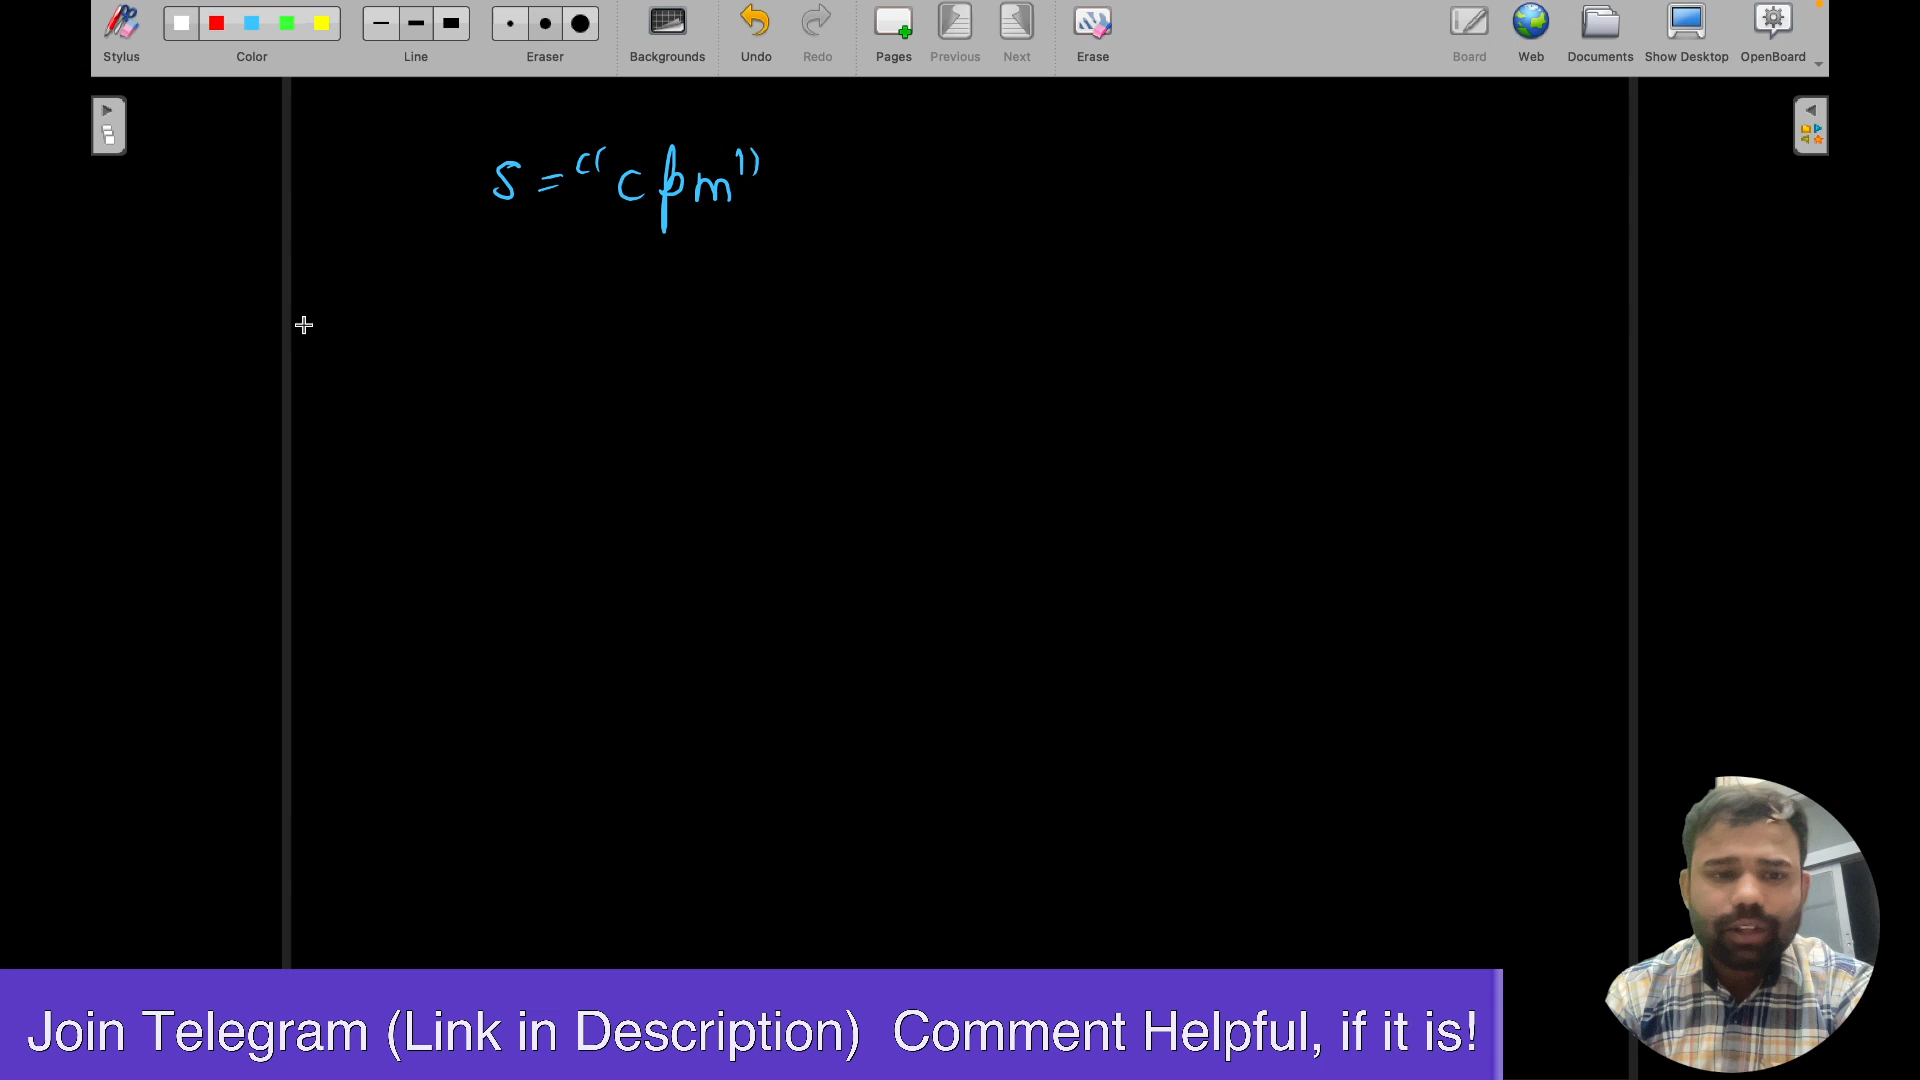 Stylus Color Line Eraser Backgrounds Undo Redo Pages Previous Next Erase Board Web Documents Show Desktop OpenBoard
S = "cpm"
Join Telegram (Link in Description) Comment Helpful, if it is!